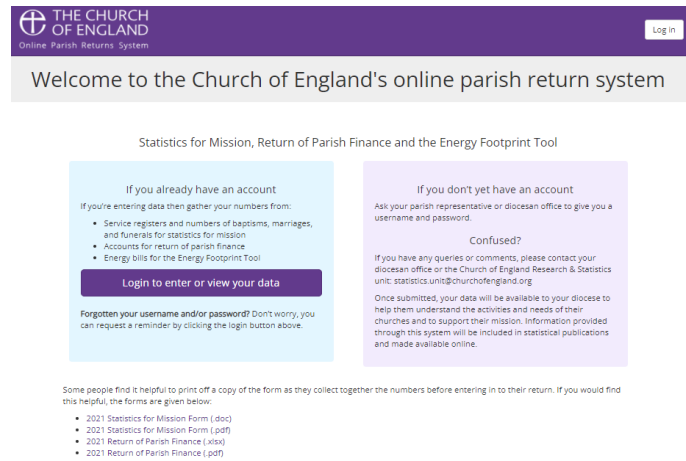 THE CHURCH
OF ENGLAND
Online Parish Returns System
Log in
Welcome to the Church of England's online parish return system
Statistics for Mission, Return of Parish Finance and the Energy Footprint Tool
If you already have an account
If you're entering data then gather your numbers from:
Service registers and numbers of baptisms, marriages,
and funerals for statistics for mission
Accounts for return of parish finance
Energy bills for the Energy Footprint Tool
Login to enter or view your data
Forgotten your username and/or password? Don't worry, you
can request a reminder by clicking the login button above.
If you don't yet have an account
Ask your parish representative or diocesan office to give you a
username and password.
Confused?
If you have any queries or comments, please contact your
diocesan office or the Church of England Research & Statistics
unit: statistics.unit@churchofengland.org
Once submitted, your data will be available to your diocese to
help them understand the activities and needs of their
churches and to support their mission. Information provided
through this system will be included in statistical publications
and made available online.
Some people find it helpful to print off a copy of the form as they collect together the numbers before entering in to their return. If you would find
this helpful, the forms are given below:
2021 Statistics for Mission Form (.doc)
2021 Statistics for Mission Form (.pdf)
2021 Return of Parish Finance (.xlsx)
2021 Return of Parish Finance (.pdf)